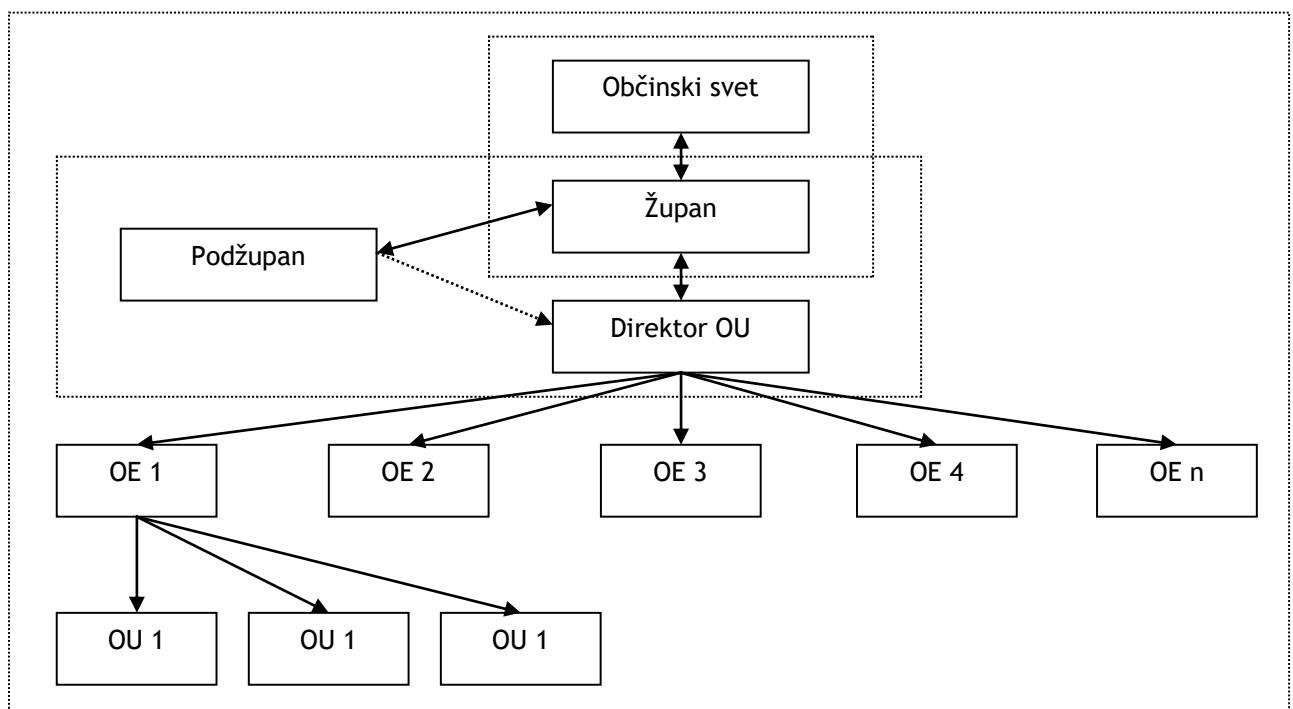 Občinski svet
Župan
Podžupan
Direktor OU
OE 1
OE 2
OE 3
OE 4
OE n
OU 1
OU 1
OU 1